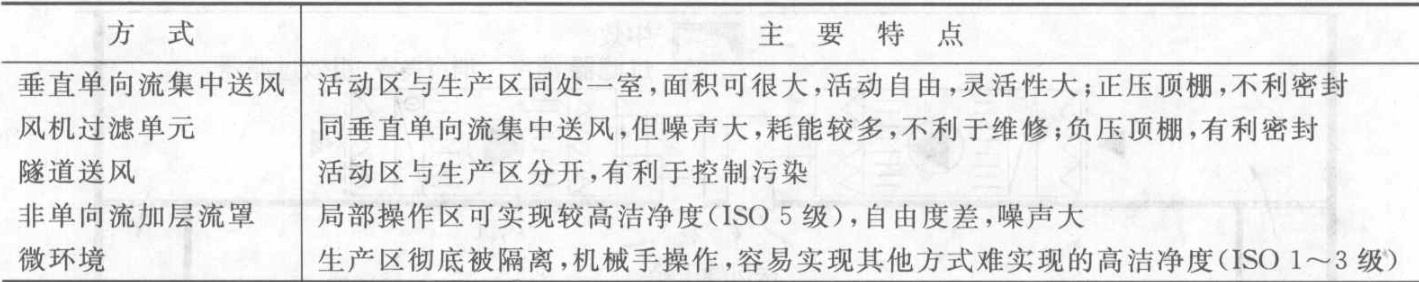 方 式 主 要 特 点
垂直单向流集中送风 活动区与生产区同处一室,面积可很大,活动自由,灵活性大;正压顶棚,不利密封
风机过滤单元 同垂直单向流集中送风,但噪声大,耗能较多,不利于维修;负压顶棚,有利密封
隧道送风 活动区与生产区分开,有利于控制污染
非单向流加层流罩 局部操作区可实现较高洁净度(ISO 5 级),自由度差,噪声大
微环境 生产区彻底被隔离,机械手操作,容易实现其他方式难实现的高洁净度(ISO 1～3 级)